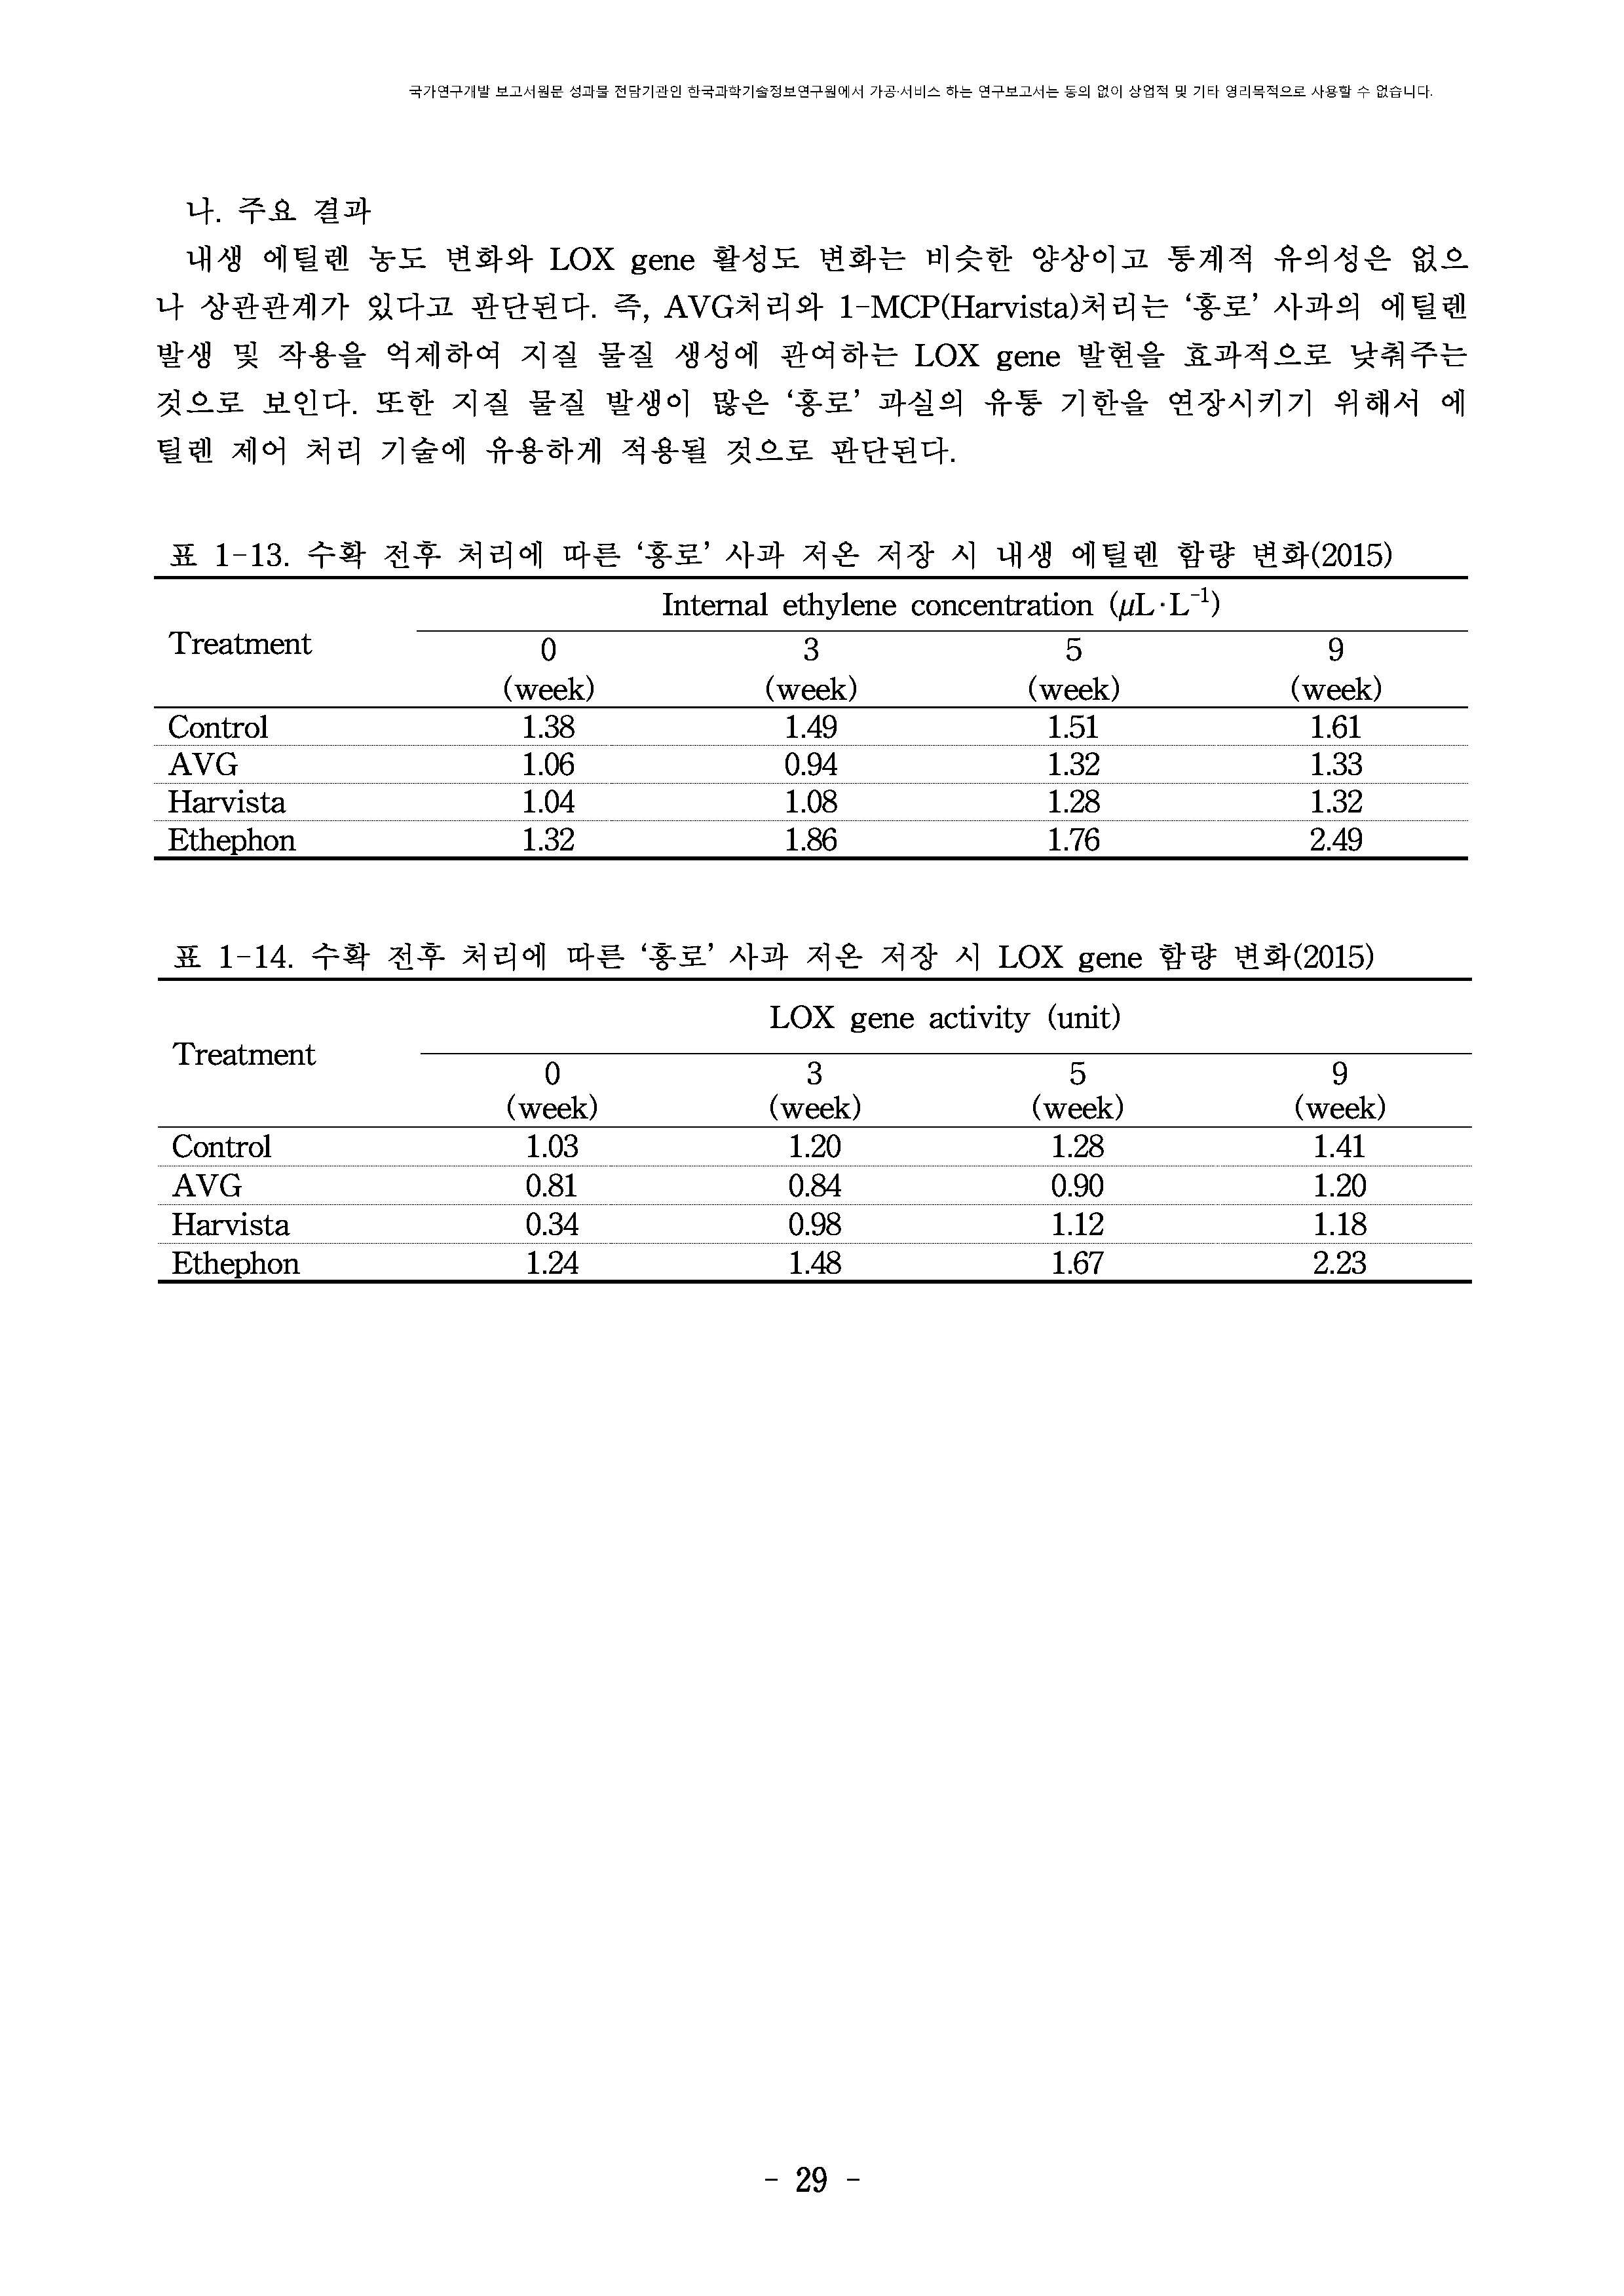 국가연구개발 보고서원문 성과물 전담기관인 한국과학기술정보연구원에서 가공·서비스 하는 연구보고서는 동의 없이 상업적 및 기타 영리목적으로 사용할 수 없습니다.
나. 주요 결과
내생 에틸렌 농도 변화와 LOX gene 활성도 변화는 비슷한 양상이고 통계적 유의성은 없으
나 상관관계가 있다고 판단된다. 즉, AVG처리와 1-MCP(Harvista)처리는 ‘홍로’ 사과의 에틸렌
발생 및 작용을 억제하여 지질 물질 생성에 관여하는 LOX gene 발현을 효과적으로 낮춰주는
것으로 보인다. 또한 지질 물질 발생이 많은 ‘홍로’ 과실의 유통 기한을 연장시키기 위해서 에
틸렌 제어 처리 기술에 유용하게 적용될 것으로 판단된다.
표 1-13. 수확 전후 처리에 따른 ‘홍로’ 사과 저온 저장 시 내생 에틸렌 함량 변화(2015)
Internal ethylene concentration (μL·L⁻¹)
Treatment
0 3 5 9
(week) (week) (week) (week)
Control 1.38 1.49 1.51 1.61
AVG 1.06 0.94 1.32 1.33
Harvista 1.04 1.08 1.28 1.32
Ethephon 1.32 1.86 1.76 2.49
표 1-14. 수확 전후 처리에 따른 ‘홍로’ 사과 저온 저장 시 LOX gene 함량 변화(2015)
LOX gene activity (unit)
Treatment
0 3 5 9
(week) (week) (week) (week)
Control 1.03 1.20 1.28 1.41
AVG 0.81 0.84 0.90 1.20
Harvista 0.34 0.98 1.12 1.18
Ethephon 1.24 1.48 1.67 2.23
- 29 -